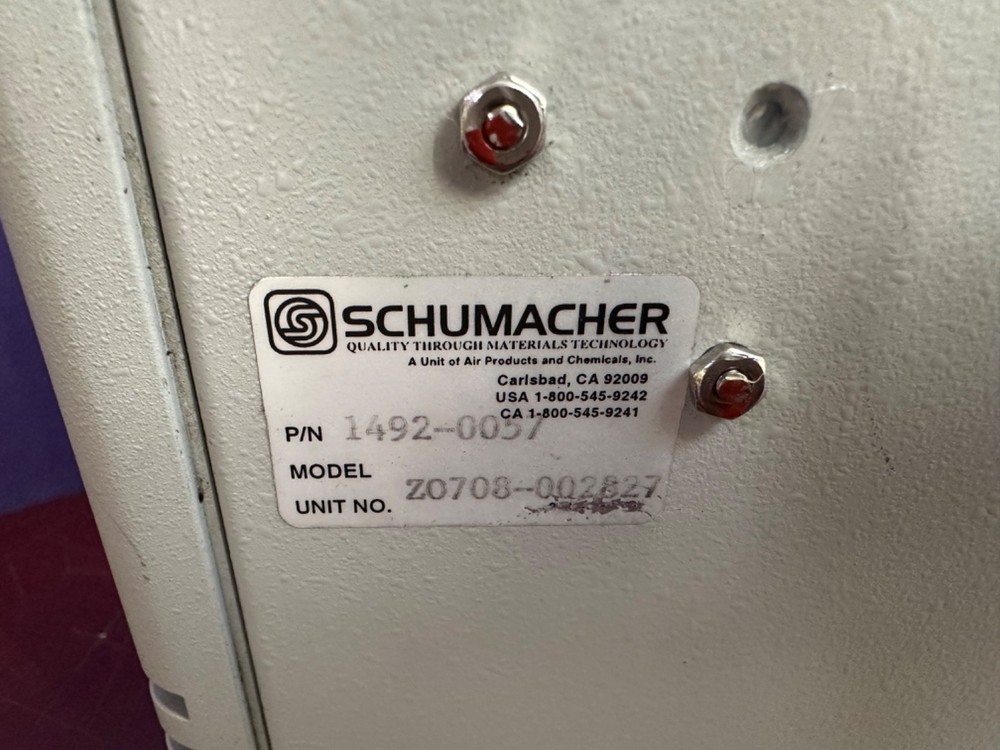 SCHUMACHER
QUALITY THROUGH MATERIALS TECHNOLOGY
A Unit of Air Products and Chemicals, Inc.
Carlsbad, CA 92009
USA 1-800-545-9242
CA 1-800-545-9241
P/N 1492-0057
MODEL
UNIT NO. ZO708-002827